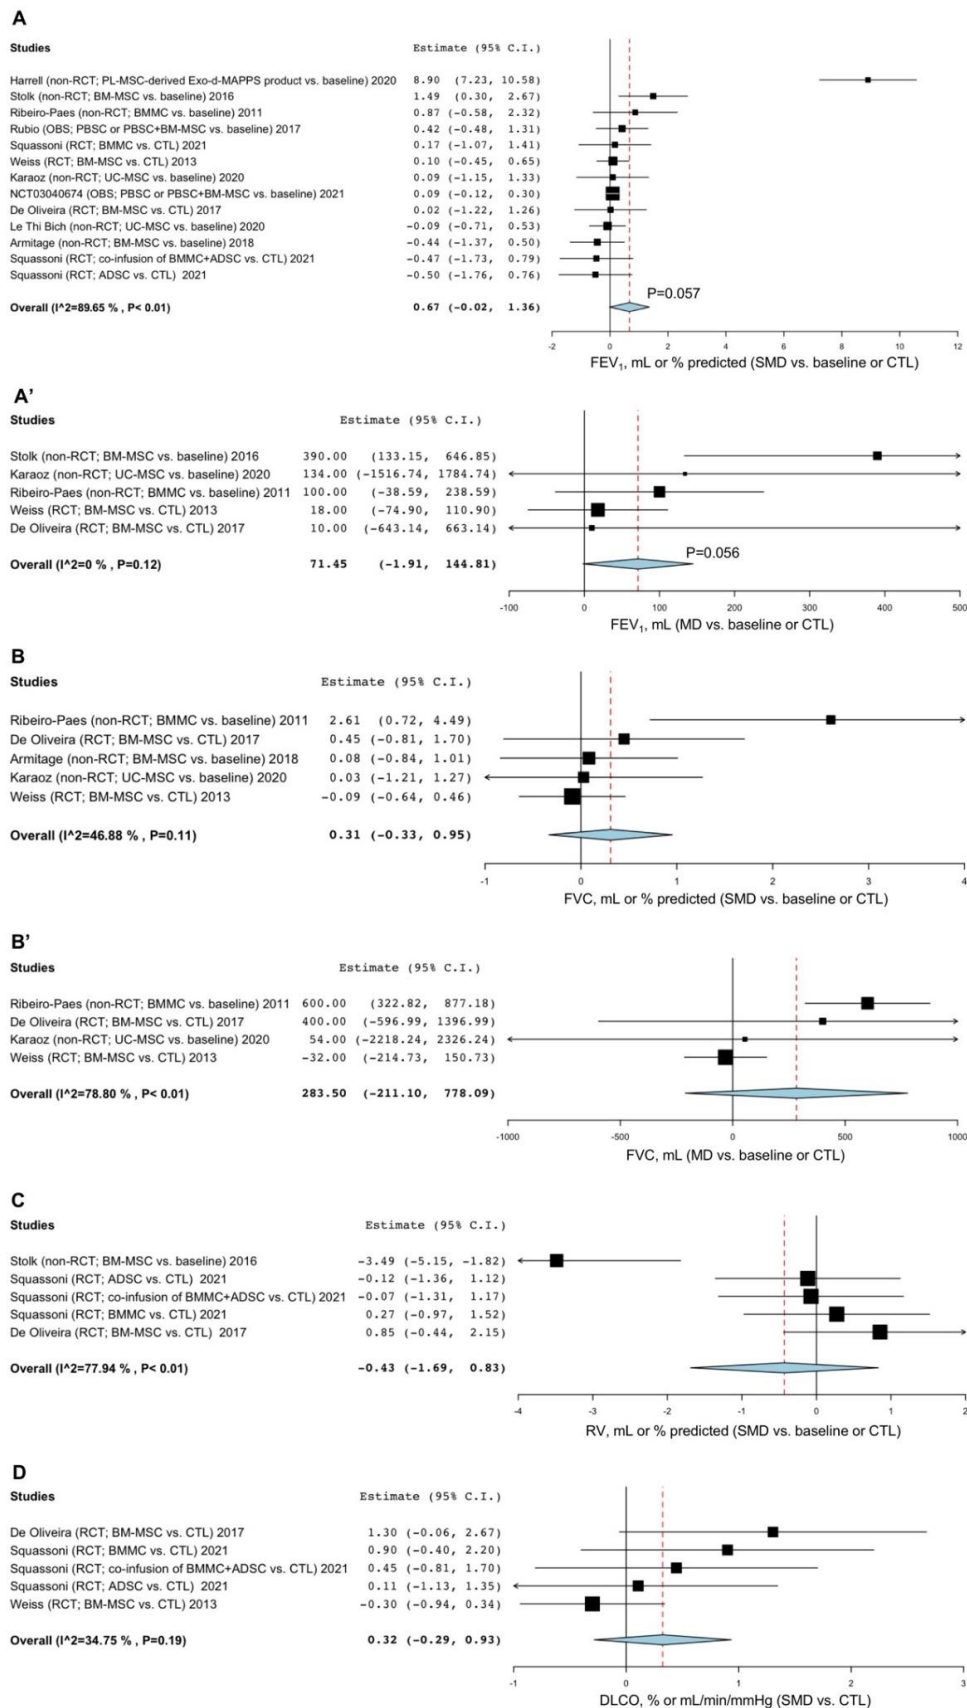 A
Studies Estimate (95% C.I.)
Harrell (non-RCT; PL-MSC-derived Exo-d-MAPPS product vs. baseline) 2020 8.90 (7.23, 10.58)
Stolk (non-RCT; BM-MSC vs. baseline) 2016 1.49 (0.30, 2.67)
Ribeiro-Paes (non-RCT; BMMC vs. baseline) 2011 0.87 (-0.58, 2.32)
Rubio (OBS; PBSC or PBSC+BM-MSC vs. baseline) 2017 0.42 (-0.48, 1.31)
Squassoni (RCT; BMMC vs. CTL) 2021 0.17 (-1.07, 1.41)
Weiss (RCT; BM-MSC vs. CTL) 2013 0.10 (-0.45, 0.65)
Karaoz (non-RCT; UC-MSC vs. baseline) 2020 0.09 (-1.15, 1.33)
NCT03040674 (OBS; PBSC or PBSC+BM-MSC vs. baseline) 2021 0.09 (-0.12, 0.30)
De Oliveira (RCT; BM-MSC vs. CTL) 2017 0.02 (-1.22, 1.26)
Le Thi Bich (non-RCT; UC-MSC vs. baseline) 2020 -0.09 (-0.71, 0.53)
Armitage (non-RCT; BM-MSC vs. baseline) 2018 -0.44 (-1.37, 0.50)
Squassoni (RCT; co-infusion of BMMC+ADSC vs. CTL) 2021 -0.47 (-1.73, 0.79)
Squassoni (RCT; ADSC vs. CTL) 2021 -0.50 (-1.76, 0.76)
P=0.057
Overall (I^2=89.65 % , P< 0.01) 0.67 (-0.02, 1.36)
-2 0 2 4 6 8 10 12
FEV1, mL or % predicted (SMD vs. baseline or CTL)
A’
Studies Estimate (95% C.I.)
Stolk (non-RCT; BM-MSC vs. baseline) 2016 390.00 (133.15, 646.85)
Karaoz (non-RCT; UC-MSC vs. baseline) 2020 134.00 (-1516.74, 1784.74)
Ribeiro-Paes (non-RCT; BMMC vs. baseline) 2011 100.00 (-38.59, 238.59)
Weiss (RCT; BM-MSC vs. CTL) 2013 18.00 (-74.90, 110.90)
De Oliveira (RCT; BM-MSC vs. CTL) 2017 10.00 (-643.14, 663.14)
P=0.056
Overall (I^2=0 % , P=0.12) 71.45 (-1.91, 144.81)
-100 0 100 200 300 400 500
FEV1, mL (MD vs. baseline or CTL)
B
Studies Estimate (95% C.I.)
Ribeiro-Paes (non-RCT; BMMC vs. baseline) 2011 2.61 (0.72, 4.49)
De Oliveira (RCT; BM-MSC vs. CTL) 2017 0.45 (-0.81, 1.70)
Armitage (non-RCT; BM-MSC vs. baseline) 2018 0.08 (-0.84, 1.01)
Karaoz (non-RCT; UC-MSC vs. baseline) 2020 0.03 (-1.21, 1.27)
Weiss (RCT; BM-MSC vs. CTL) 2013 -0.09 (-0.64, 0.46)
Overall (I^2=46.88 % , P=0.11) 0.31 (-0.33, 0.95)
-1 0 1 2 3 4
FVC, mL or % predicted (SMD vs. baseline or CTL)
B’
Studies Estimate (95% C.I.)
Ribeiro-Paes (non-RCT; BMMC vs. baseline) 2011 600.00 (322.82, 877.18)
De Oliveira (RCT; BM-MSC vs. CTL) 2017 400.00 (-596.99, 1396.99)
Karaoz (non-RCT; UC-MSC vs. baseline) 2020 54.00 (-2218.24, 2326.24)
Weiss (RCT; BM-MSC vs. CTL) 2013 -32.00 (-214.73, 150.73)
Overall (I^2=78.80 % , P< 0.01) 283.50 (-211.10, 778.09)
-1000 -500 0 500 1000
FVC, mL (MD vs. baseline or CTL)
C
Studies Estimate (95% C.I.)
Stolk (non-RCT; BM-MSC vs. baseline) 2016 -3.49 (-5.15, -1.82)
Squassoni (RCT; ADSC vs. CTL) 2021 -0.12 (-1.36, 1.12)
Squassoni (RCT; co-infusion of BMMC+ADSC vs. CTL) 2021 -0.07 (-1.31, 1.17)
Squassoni (RCT; BMMC vs. CTL) 2021 0.27 (-0.97, 1.52)
De Oliveira (RCT; BM-MSC vs. CTL) 2017 0.85 (-0.44, 2.15)
Overall (I^2=77.94 % , P< 0.01) -0.43 (-1.69, 0.83)
-4 -3 -2 -1 0 1 2
RV, mL or % predicted (SMD vs. baseline or CTL)
D
Studies Estimate (95% C.I.)
De Oliveira (RCT; BM-MSC vs. CTL) 2017 1.30 (-0.06, 2.67)
Squassoni (RCT; BMMC vs. CTL) 2021 0.90 (-0.40, 2.20)
Squassoni (RCT; co-infusion of BMMC+ADSC vs. CTL) 2021 0.45 (-0.81, 1.70)
Squassoni (RCT; ADSC vs. CTL) 2021 0.11 (-1.13, 1.35)
Weiss (RCT; BM-MSC vs. CTL) 2013 -0.30 (-0.94, 0.34)
Overall (I^2=34.75 % , P=0.19) 0.32 (-0.29, 0.93)
-1 0 1 2 3
DLCO, % or mL/min/mmHg (SMD vs. CTL)